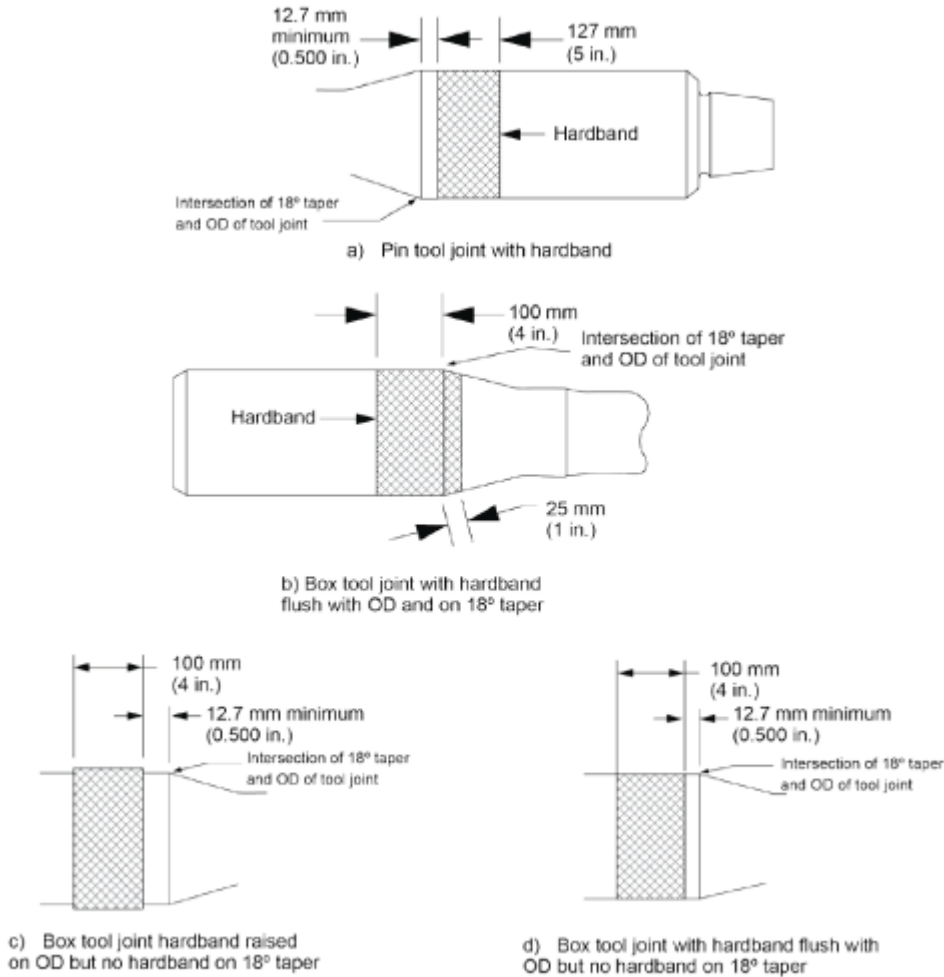 12.7 mm
minimum
(0.500 in.)
127 mm
(5 in.)
Hardband
Intersection of 18º taper
and OD of tool joint
a) Pin tool joint with hardband
100 mm
(4 in.)
Intersection of 18º taper
and OD of tool joint
Hardband
25 mm
(1 in.)
b) Box tool joint with hardband
flush with OD and on 18º taper
100 mm
(4 in.)
12.7 mm minimum
(0.500 in.)
Intersection of 18º taper
and OD of tool joint
c) Box tool joint hardband raised
on OD but no hardband on 18º taper
100 mm
(4 in.)
12.7 mm minimum
(0.500 in.)
Intersection of 18º taper
and OD of tool joint
d) Box tool joint with hardband flush with
OD but no hardband on 18º taper